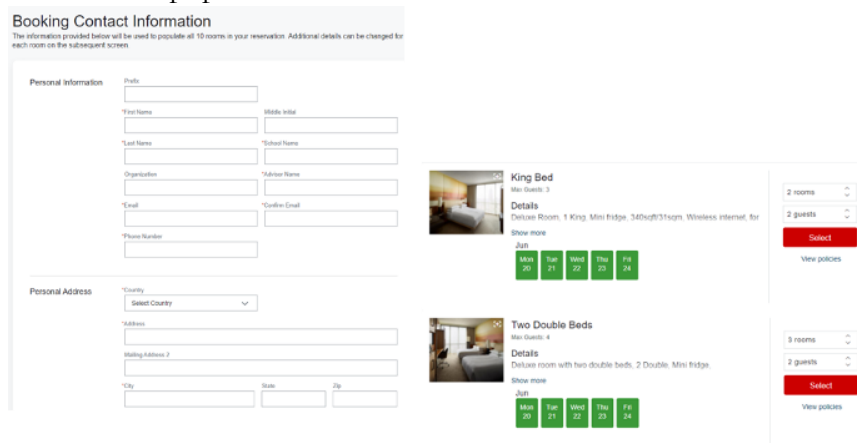 Booking Contact Information
The information provided below will be used to populate all 10 rooms in your reservation. Additional details can be changed for
each room on the subsequent screen
Personal Information
Prefix
*First Name
Middle Initial
*Last Name
*School Name
Organization
*Advisor Name
*Email
*Confirm Email
*Phone Number
Personal Address
*Country
Select Country
*Address
Mailing Address 2
*City
State
Zip
King Bed
Max Guests: 3
Details
Deluxe Room, 1 King, Mini fridge, 340sqft/31sqm, Wireless internet, for
Show more
Jun
Mon Tue Wed Thu Fri
20 21 22 23 24
2 rooms
2 guests
Select
View policies
Two Double Beds
Max Guests: 4
Details
Deluxe room with two double beds, 2 Double, Mini fridge,
Show more
Jun
Mon Tue Wed Thu Fri
20 21 22 23 24
3 rooms
2 guests
Select
View policies